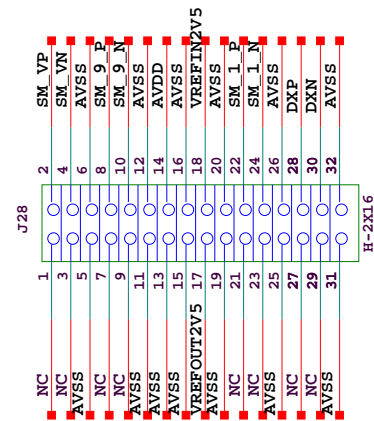 SM_VP
SM_VN
AVSS
SM_9_P
SM_9_N
AVSS
AVDD
AVSS
VREFIN2V5
AVSS
SM_1_P
SM_1_N
AVSS
DXP
DXN
AVSS
2
4
6
8
10
12
14
16
18
20
22
24
26
28
30
32
J28
H-2X16
1
3
5
7
9
11
13
15
17
19
21
23
25
27
29
31
NC
NC
AVSS
NC
NC
AVSS
AVSS
AVSS
VREFOUT2V5
AVSS
NC
NC
AVSS
NC
NC
AVSS